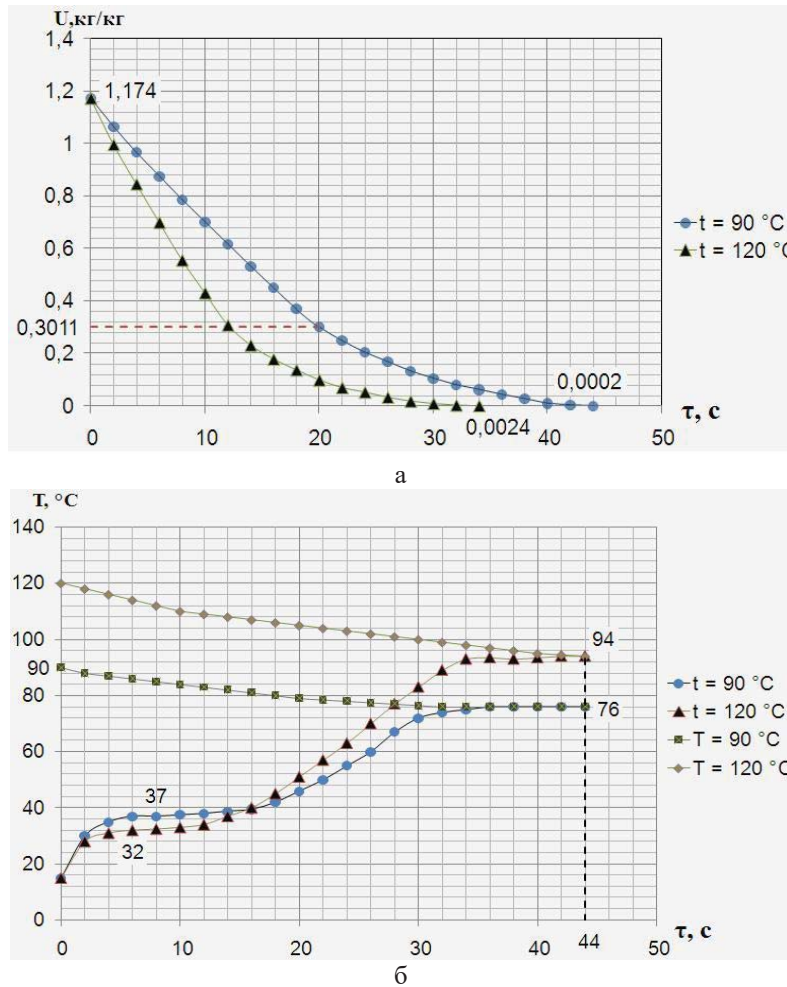 U,кг/кг
1,4
1,2
1,174
1
0,8
0,6
0,4
0,3011
0,2
0
0,0002
0,0024
0 10 20 30 40 50
τ, с
t = 90 °C
t = 120 °C
а
T, °C
140
120
100
90
80
60
40
20
0
94
76
37
32
0 10 20 30 40 44 50
τ, с
t = 90 °C
t = 120 °C
T = 90 °C
T = 120 °C
б